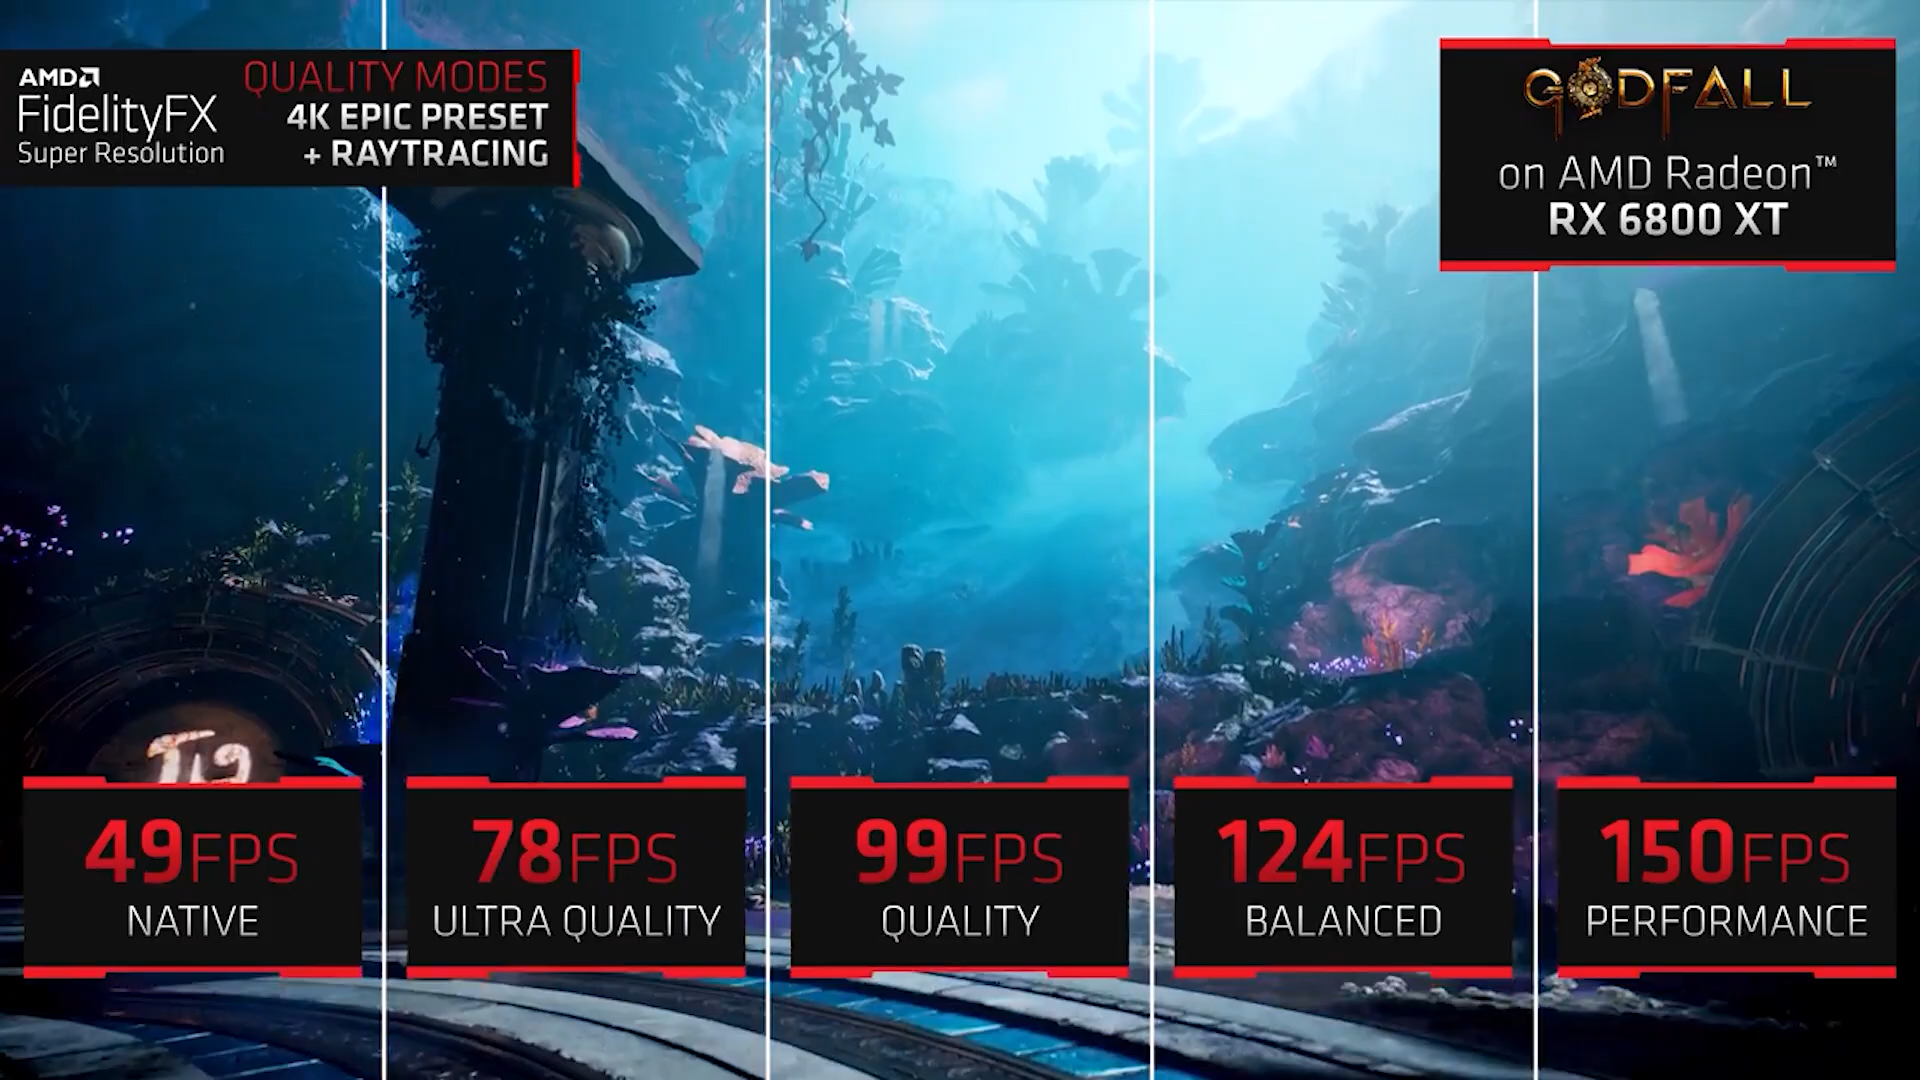 AMD
FidelityFX
Super Resolution
QUALITY MODES
4K EPIC PRESET
+ RAYTRACING
GODFALL
on AMD Radeon™
RX 6800 XT
49FPS
NATIVE
78FPS
ULTRA QUALITY
99FPS
QUALITY
124FPS
BALANCED
150FPS
PERFORMANCE